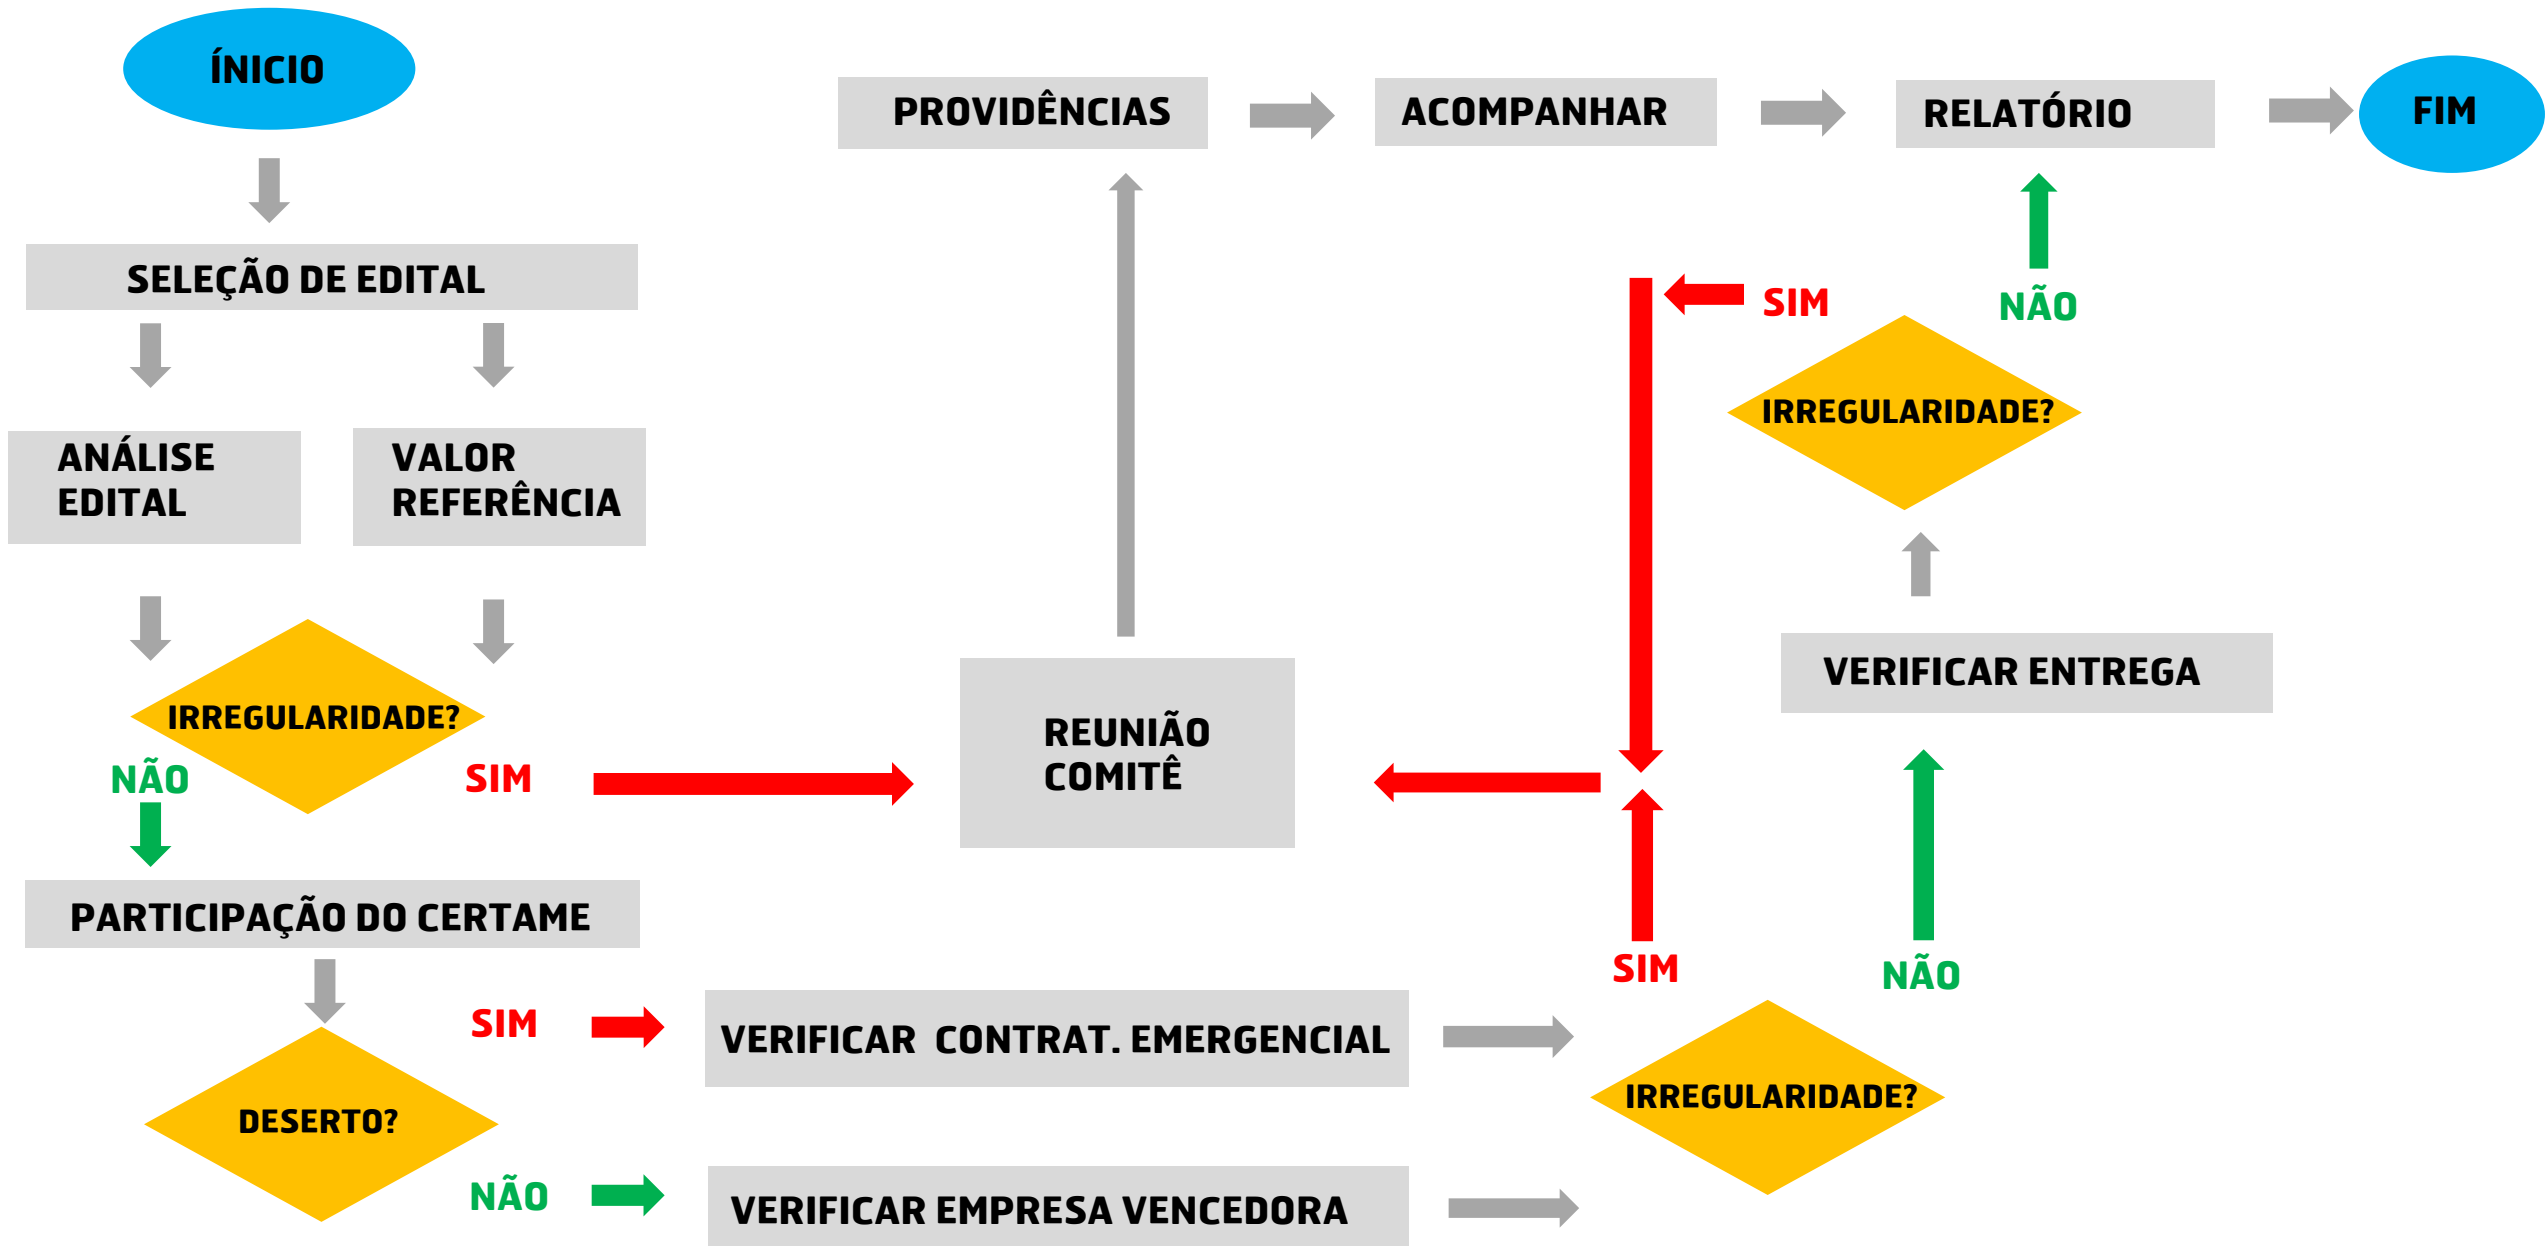 ÍNICIO
SELEÇÃO DE EDITAL
ANÁLISE
EDITAL
VALOR
REFERÊNCIA
IRREGULARIDADE?
NÃO
SIM
PARTICIPAÇÃO DO CERTAME
DESERTO?
SIM
NÃO
VERIFICAR CONTRAT. EMERGENCIAL
VERIFICAR EMPRESA VENCEDORA
IRREGULARIDADE?
SIM
NÃO
VERIFICAR ENTREGA
IRREGULARIDADE?
SIM
NÃO
REUNIÃO
COMITÊ
PROVIDÊNCIAS
ACOMPANHAR
RELATÓRIO
FIM